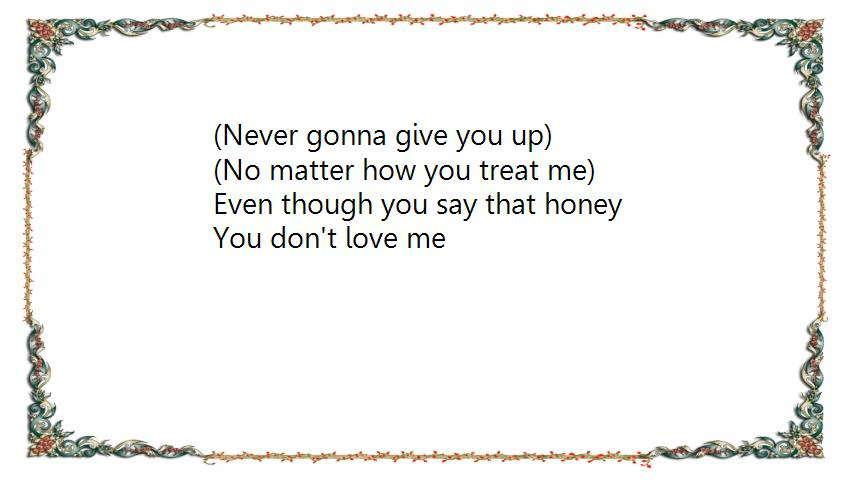 (Never gonna give you up)
(No matter how you treat me)
Even though you say that honey
You don't love me